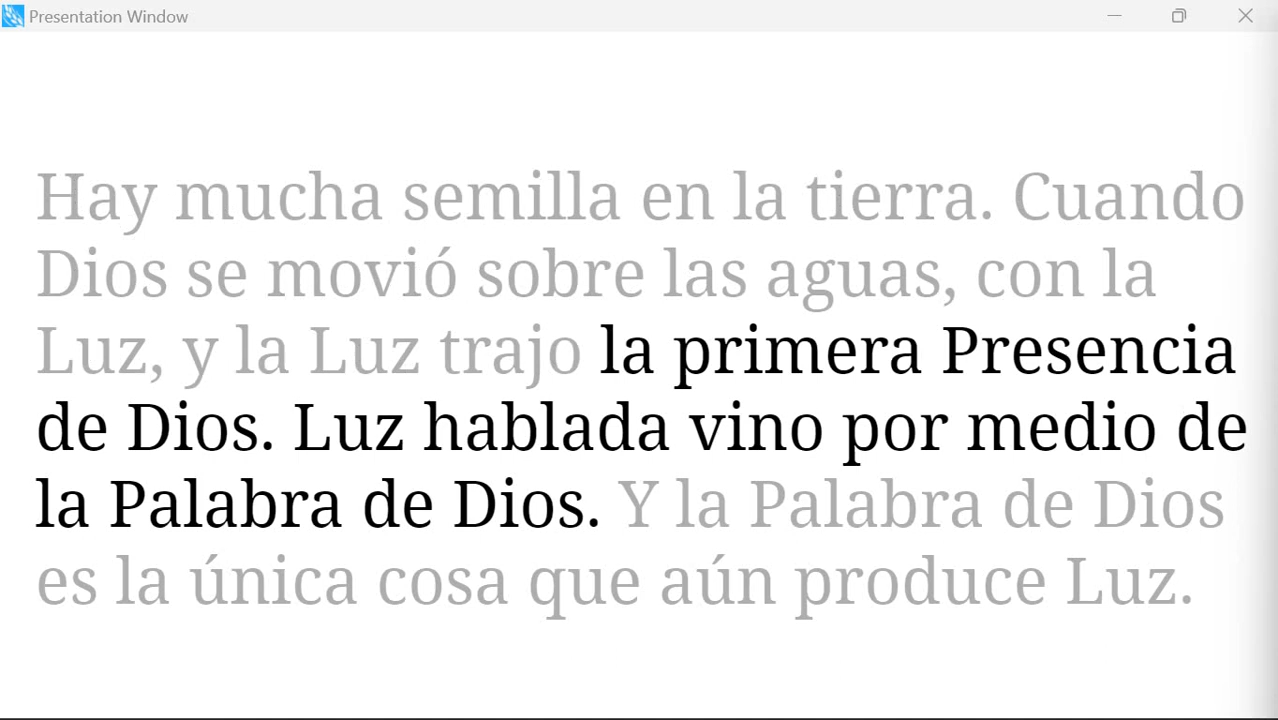 Presentation Window
Hay mucha semilla en la tierra. Cuando
Dios se movió sobre las aguas, con la
Luz, y la Luz trajo la primera Presencia
de Dios. Luz hablada vino por medio de
la Palabra de Dios. Y la Palabra de Dios
es la única cosa que aún produce Luz.